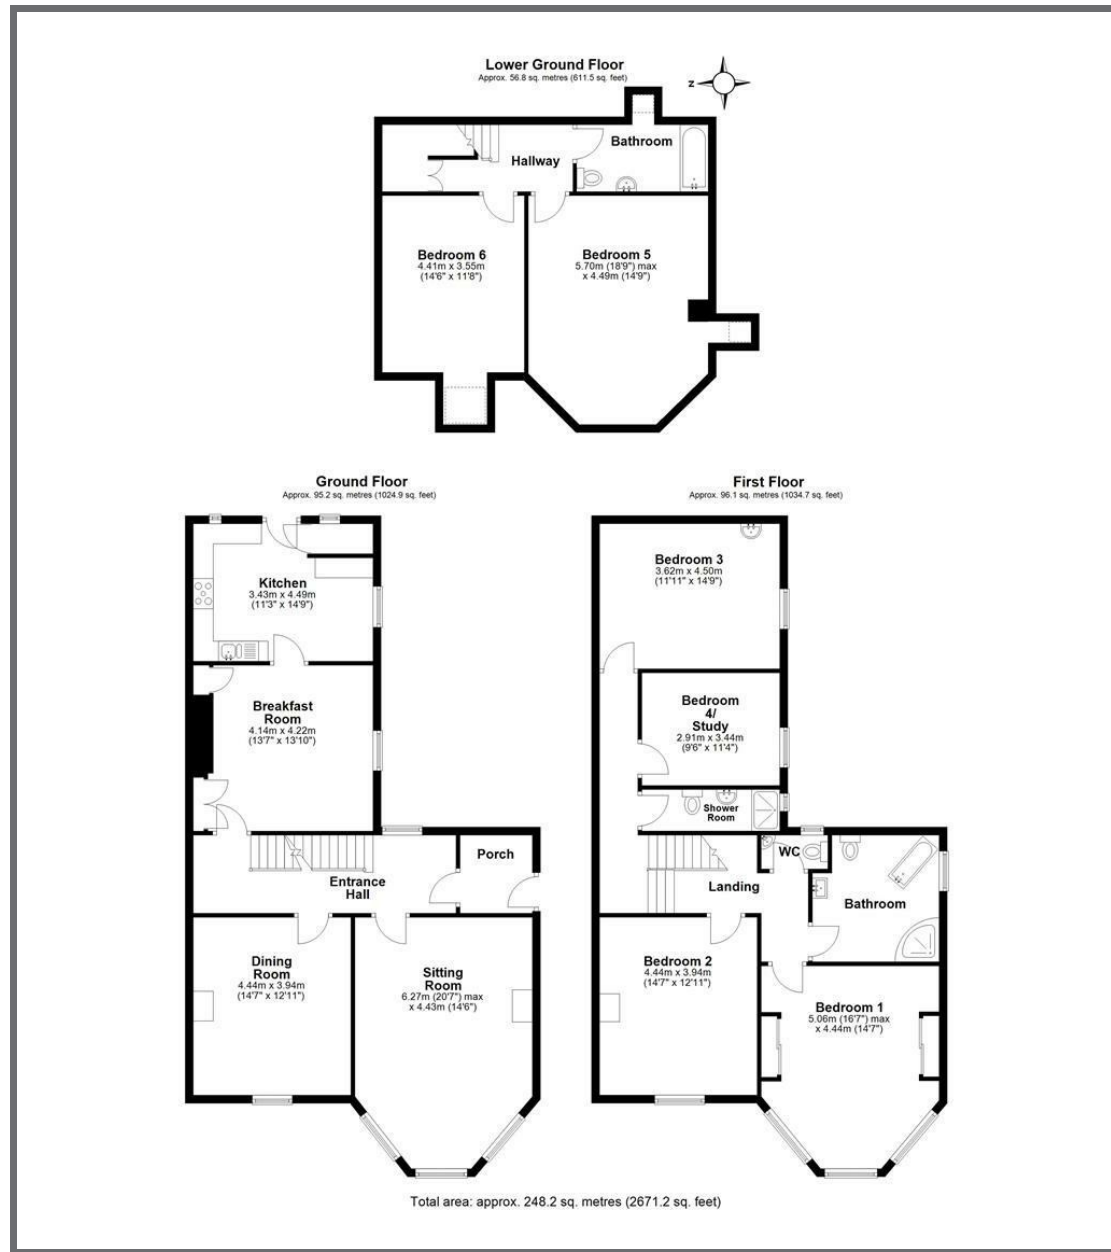 Lower Ground Floor
Approx. 56.8 sq. metres (611.5 sq. feet)
Z
Bathroom
Hallway
Bedroom 6
4.41m x 3.55m
(14'6" x 11'8")
Bedroom 5
5.70m (18'9") max
x 4.49m (14'9")
Ground Floor
Approx. 95.2 sq. metres (1024.9 sq. feet)
Kitchen
3.43m x 4.49m
(11'3" x 14'9")
Breakfast
Room
4.14m x 4.22m
(13'7" x 13'10")
Porch
Entrance
Hall
Dining
Room
4.44m x 3.94m
(14'7" x 12'11")
Sitting
Room
6.27m (20'7") max
x 4.43m (14'6")
First Floor
Approx. 96.1 sq. metres (1034.7 sq. feet)
Bedroom 3
3.62m x 4.50m
(11'11" x 14'9")
Bedroom
4/
Study
2.91m x 3.44m
(9'6" x 11'4")
Shower
Room
WC
Landing
Bathroom
Bedroom 2
4.44m x 3.94m
(14'7" x 12'11")
Bedroom 1
5.06m (16'7") max
x 4.44m (14'7")
Total area: approx. 248.2 sq. metres (2671.2 sq. feet)